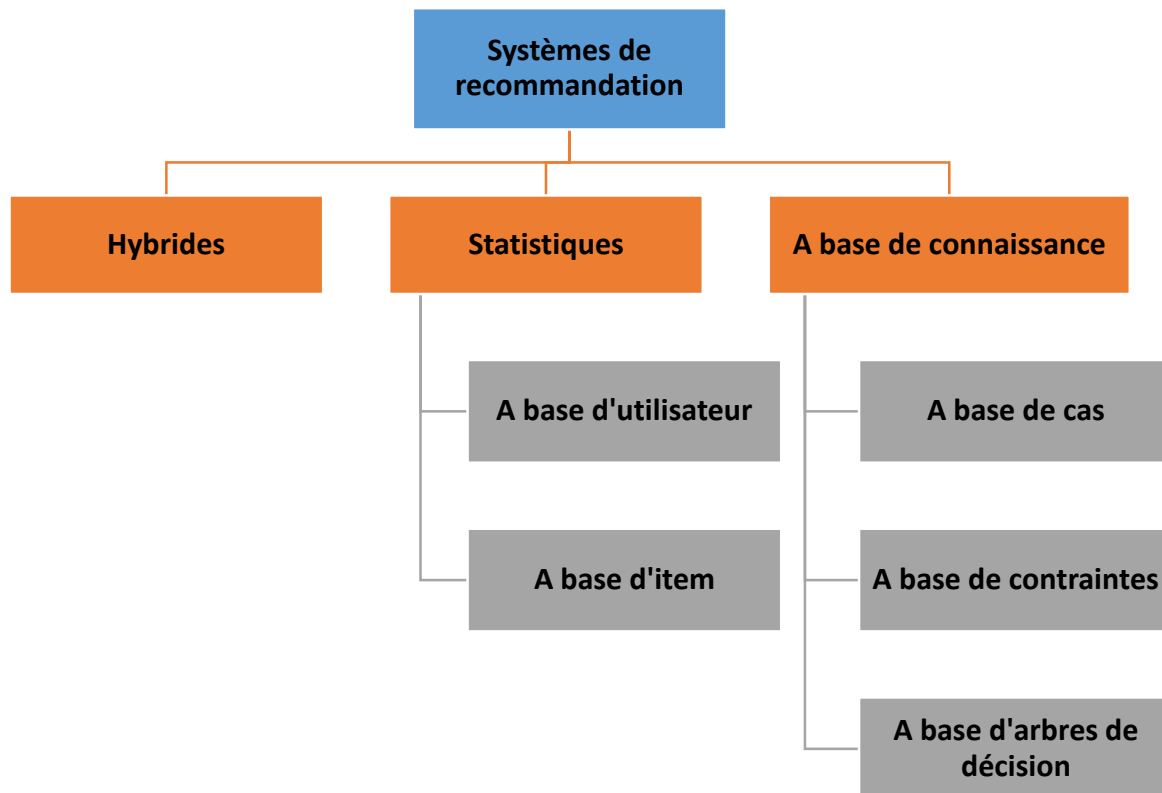 Systèmes de
recommandation
Hybrides
Statistiques
A base de connaissance
A base d'utilisateur
A base de cas
A base d'item
A base de contraintes
A base d'arbres de
décision